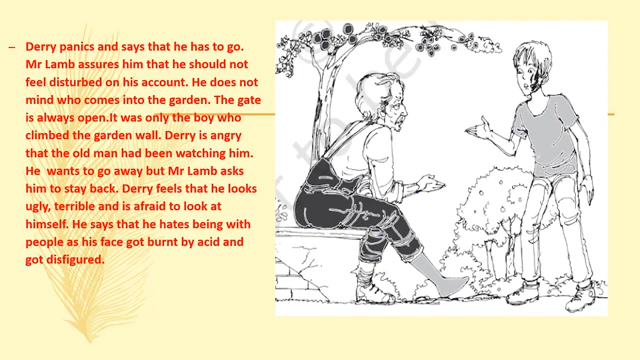 – Derry panics and says that he has to go.
Mr Lamb assures him that he should not
feel disturbed on his account. He does not
mind who comes into the garden. The gate
is always open.It was only the boy who
climbed the garden wall. Derry is angry
that the old man had been watching him.
He  wants to go away but Mr Lamb asks
him to stay back. Derry feels that he looks
ugly, terrible and is afraid to look at
himself. He says that he hates being with
people as his face got burnt by acid and
got disfigured.